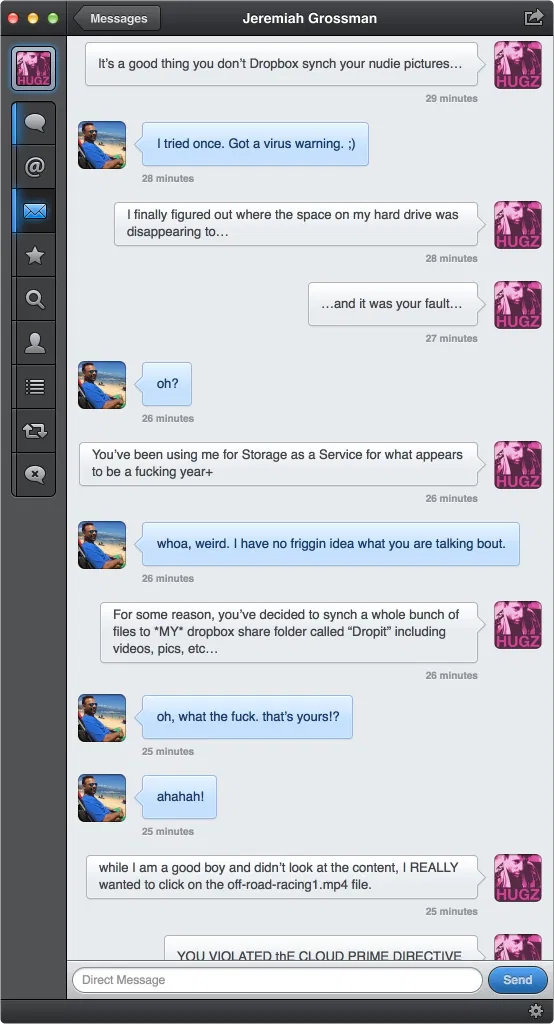 Messages
Jeremiah Grossman
HUGZ
It's a good thing you don't Dropbox synch your nudie pictures…
HUGZ
29 minutes
I tried once. Got a virus warning. ;)
28 minutes
I finally figured out where the space on my hard drive was
disappearing to…
HUGZ
28 minutes
…and it was your fault…
HUGZ
27 minutes
oh?
26 minutes
You've been using me for Storage as a Service for what appears
to be a fucking year+
HUGZ
26 minutes
whoa, weird. I have no friggin idea what you are talking bout.
26 minutes
For some reason, you've decided to synch a whole bunch of
files to *MY* dropbox share folder called “Dropit” including
videos, pics, etc…
HUGZ
26 minutes
oh, what the fuck. that's yours!?
25 minutes
ahahah!
25 minutes
while I am a good boy and didn't look at the content, I REALLY
wanted to click on the off-road-racing1.mp4 file.
HUGZ
25 minutes
YOU VIOLATED thE CLOUD PRIME DIRECTIVE
Direct Message
Send